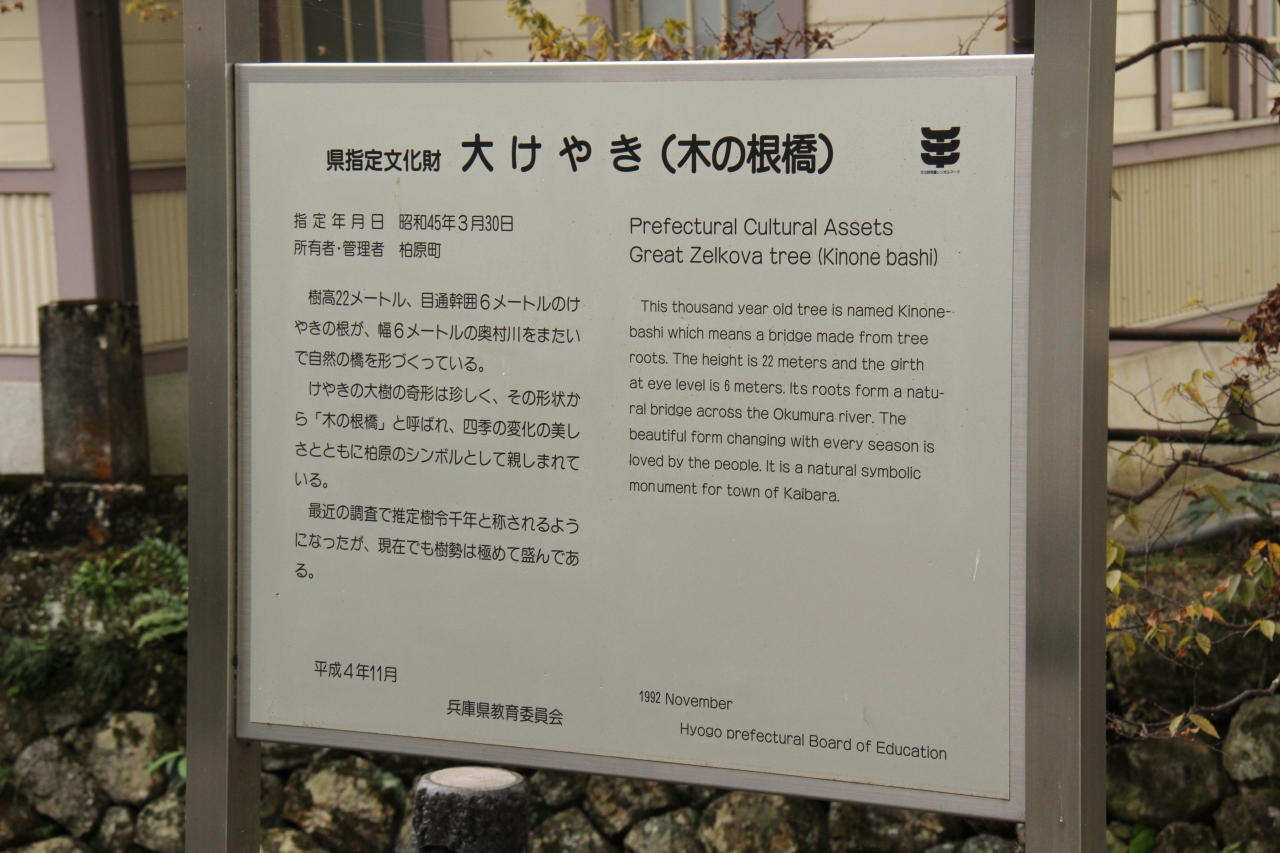 県指定文化財 大けやき（木の根橋）
指定年月日 昭和45年3月30日
所有者・管理者 柏原町
樹高22メートル、目通幹囲6メートルのけ
やきの根が、幅6メートルの奥村川をまたい
で自然の橋を形づくっている。
けやきの大樹の奇形は珍しく、その形状か
ら「木の根橋」と呼ばれ、四季の変化の美し
さとともに柏原のシンボルとして親しまれて
いる。
最近の調査で推定樹令千年と称されるよう
になったが、現在でも樹勢は極めて盛んであ
る。
平成4年11月
兵庫県教育委員会
Prefectural Cultural Assets
Great Zelkova tree (Kinone bashi)
This thousand year old tree is named Kinone-
bashi which means a bridge made from tree
roots. The height is 22 meters and the girth
at eye level is 6 meters. Its roots form a natu-
ral bridge across the Okumura river. The
beautiful form changing with every season is
loved by the people. It is a natural symbolic
monument for town of Kaibara.
1992 November
Hyogo prefectural Board of Education